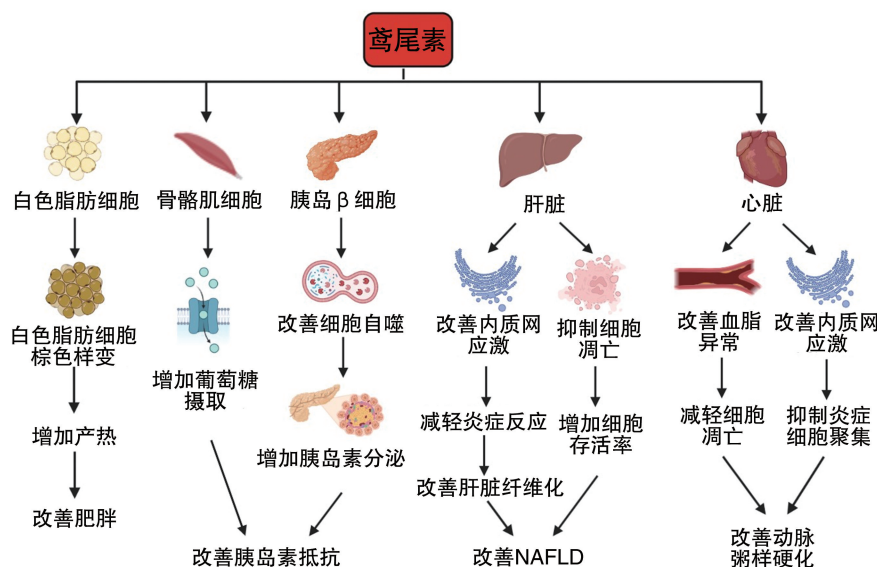 鸢尾素
白色脂肪细胞
骨骼肌细胞
胰岛β细胞
肝脏
心脏
白色脂肪细胞
棕色样变
增加葡萄糖
摄取
改善细胞自噬
改善内质网
应激
抑制细胞
凋亡
改善血脂
异常
改善内质网
应激
增加产热
增加胰岛素分泌
减轻炎症反应
增加细胞
存活率
减轻细胞
凋亡
抑制炎症
细胞聚集
改善肥胖
改善肝脏纤维化
改善胰岛素抵抗
改善NAFLD
改善动脉
粥样硬化